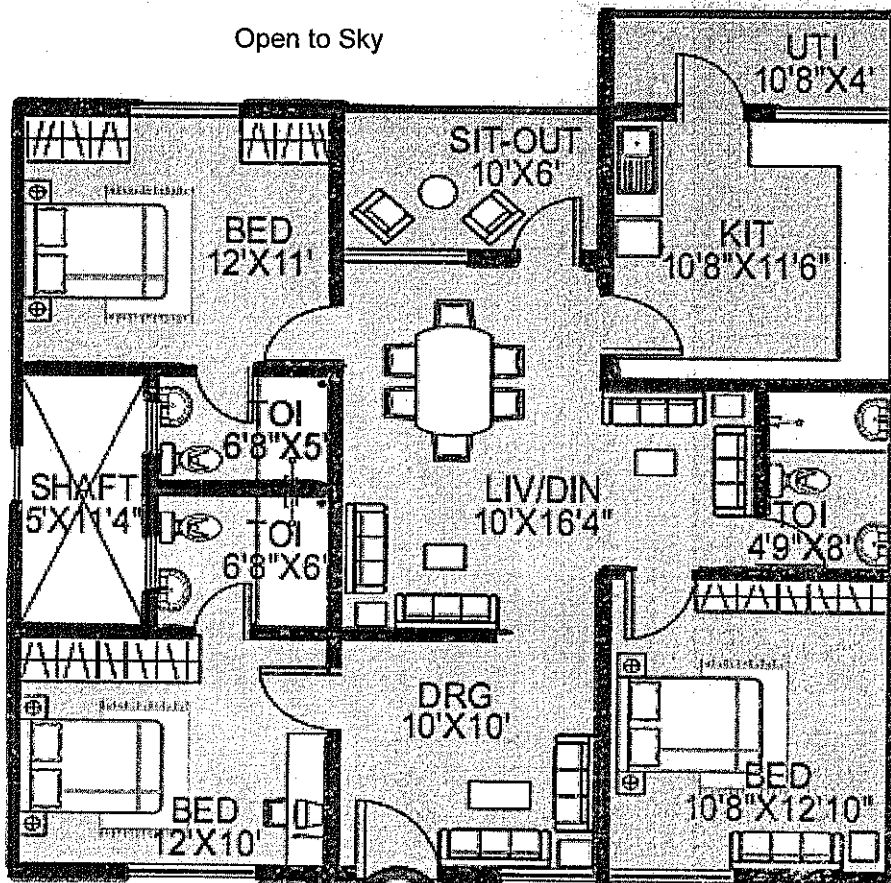 Open to Sky
UTI
10'8"X4'
SIT-OUT
10'X6'
BED
12'X11'
KIT
10'8"X11'6"
TOI
6'8"X5'
SHAFT
5'X11'4"
LIV/DIN
10'X16'4"
TOI
4'9"X8'
TOI
6'8"X6'
DRG
10'X10'
BED
12'X10'
BED
10'8"X12'10"